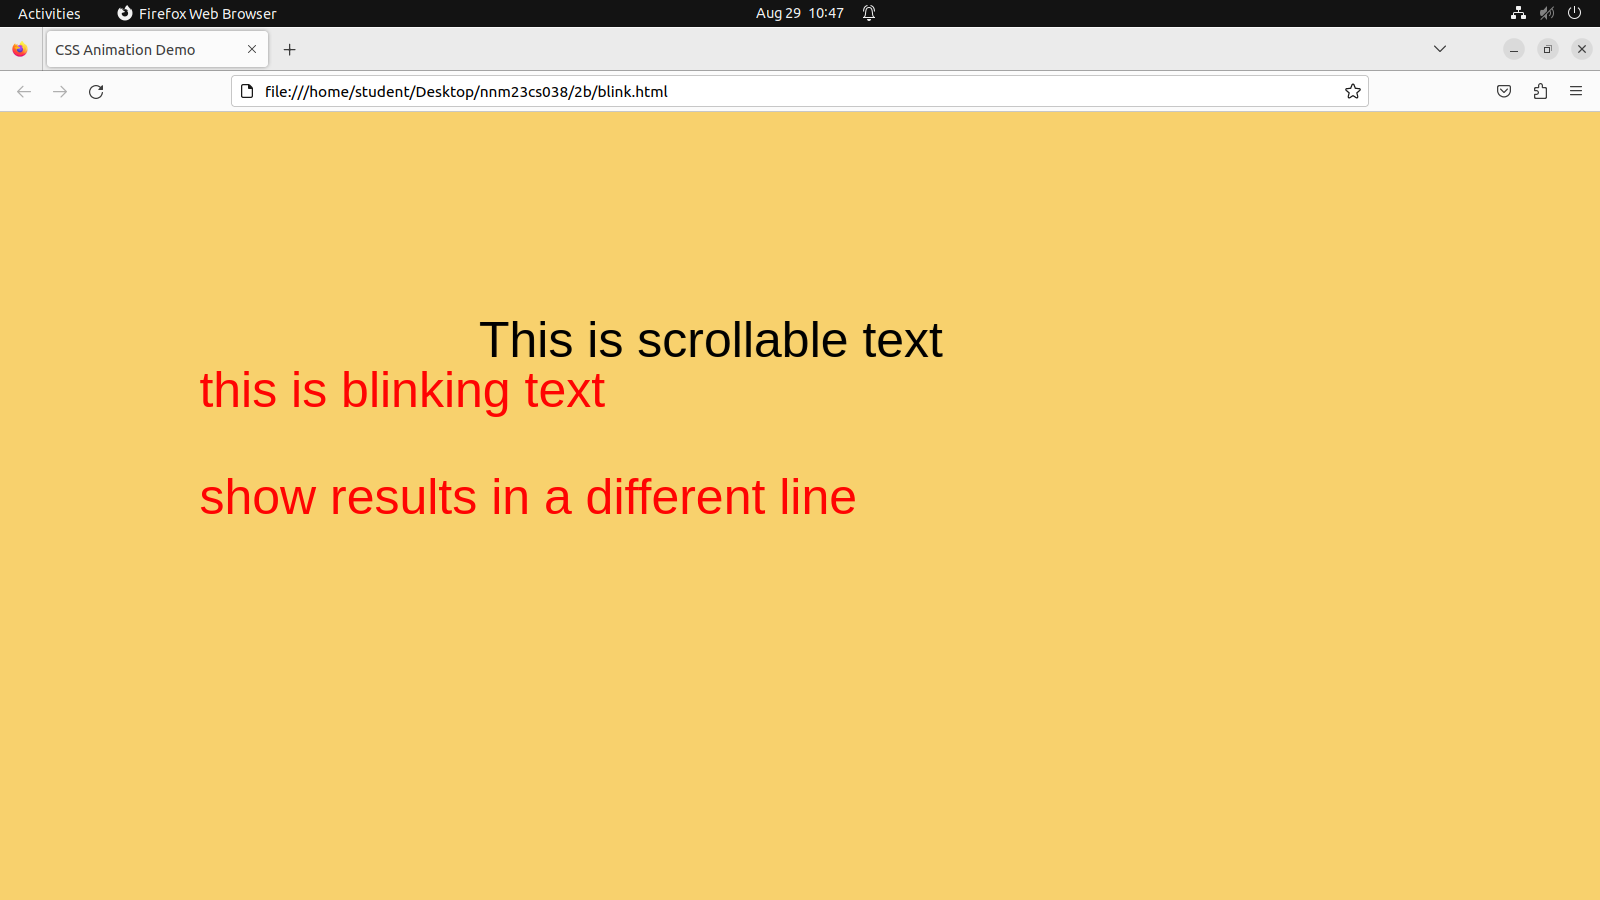 Activities Firefox Web Browser Aug 29 10:47
CSS Animation Demo
file:///home/student/Desktop/nnm23cs038/2b/blink.html
This is scrollable text
this is blinking text
show results in a different line